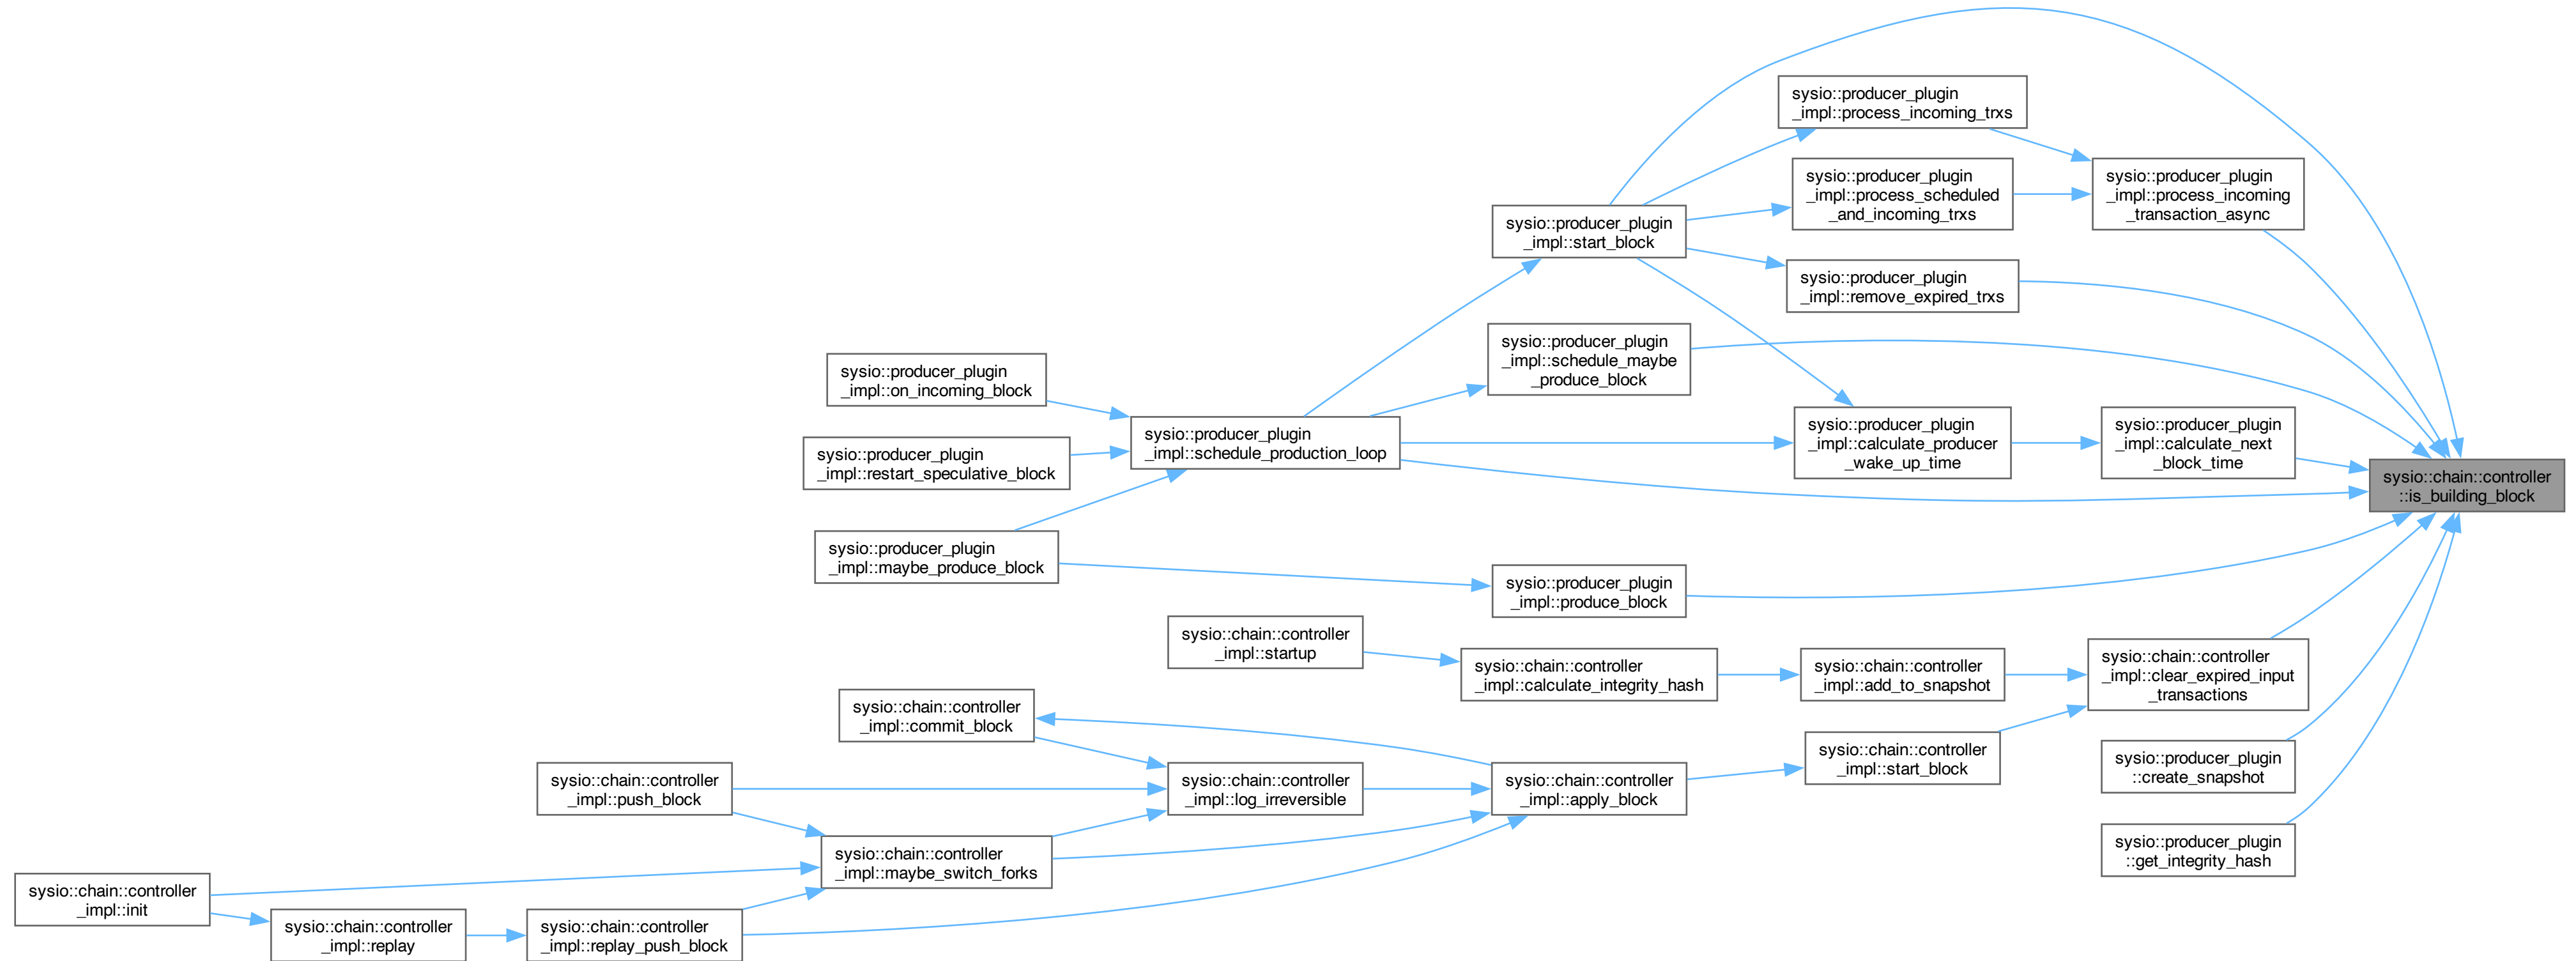 sysio::producer_plugin
_impl::process_incoming_trxs
sysio::producer_plugin
_impl::process_scheduled
_and_incoming_trxs
sysio::producer_plugin
_impl::process_incoming
_transaction_async
sysio::producer_plugin
_impl::start_block
sysio::producer_plugin
_impl::remove_expired_trxs
sysio::producer_plugin
_impl::schedule_maybe
_produce_block
sysio::producer_plugin
_impl::on_incoming_block
sysio::producer_plugin
_impl::restart_speculative_block
sysio::producer_plugin
_impl::schedule_production_loop
sysio::producer_plugin
_impl::calculate_producer
_wake_up_time
sysio::producer_plugin
_impl::calculate_next
_block_time
sysio::chain::controller
::is_building_block
sysio::producer_plugin
_impl::maybe_produce_block
sysio::producer_plugin
_impl::produce_block
sysio::chain::controller
_impl::startup
sysio::chain::controller
_impl::calculate_integrity_hash
sysio::chain::controller
_impl::add_to_snapshot
sysio::chain::controller
_impl::clear_expired_input
_transactions
sysio::chain::controller
_impl::commit_block
sysio::chain::controller
_impl::start_block
sysio::producer_plugin
::create_snapshot
sysio::chain::controller
_impl::push_block
sysio::chain::controller
_impl::log_irreversible
sysio::chain::controller
_impl::apply_block
sysio::producer_plugin
::get_integrity_hash
sysio::chain::controller
_impl::maybe_switch_forks
sysio::chain::controller
_impl::init
sysio::chain::controller
_impl::replay
sysio::chain::controller
_impl::replay_push_block